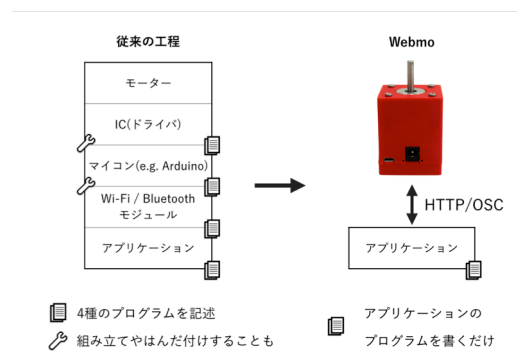 従来の工程
Webmo
モーター
IC(ドライバ)
マイコン(e.g. Arduino)
Wi-Fi / Bluetooth
モジュール
アプリケーション
HTTP/OSC
アプリケーション
4種のプログラムを記述
組み立てやはんだ付けすることも
アプリケーションの
プログラムを書くだけ